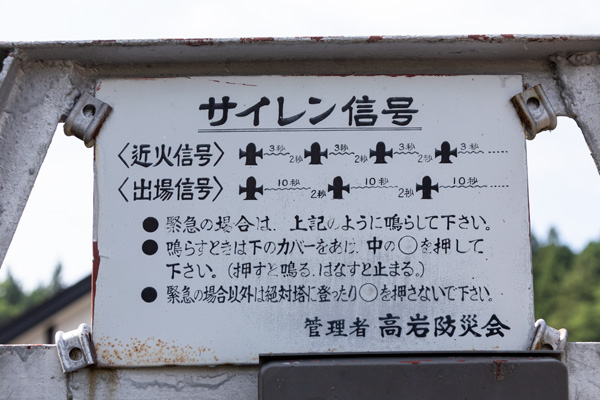 サイレン信号
〈近火信号〉 3秒 2秒 3秒 2秒 3秒 2秒 3秒
〈出場信号〉 10秒 2秒 10秒 2秒 10秒
●緊急の場合は、上記のように鳴らして下さい。
●鳴らすときは下のカバーをあけ、中の◯を押して
下さい。(押すと鳴る、はなすと止まる。)
●緊急の場合以外は絶対塔に登ったり◯を押さないで下さい。
管理者 高岩防災会